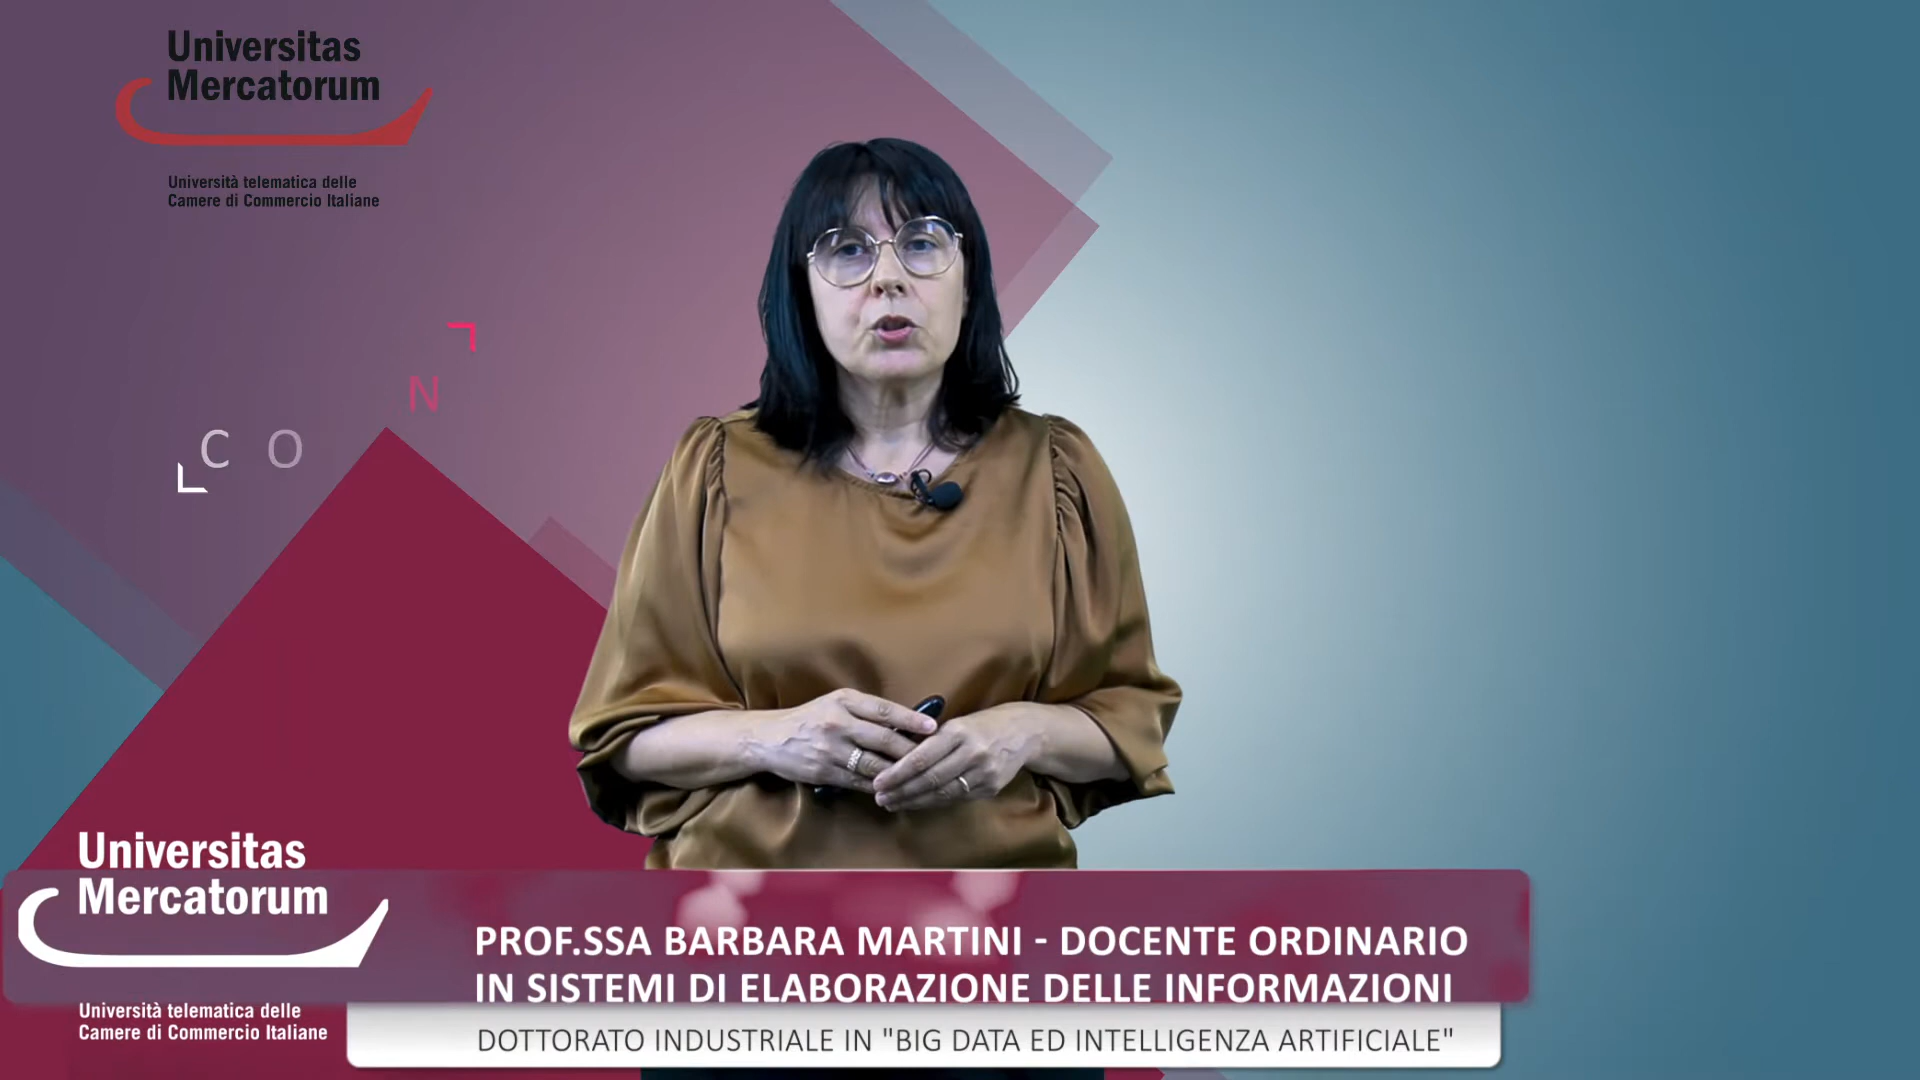 Universitas
Mercatorum
Università telematica delle
Camere di Commercio Italiane
N
C O
Universitas
Mercatorum
Università telematica delle
Camere di Commercio Italiane
PROF.SSA BARBARA MARTINI - DOCENTE ORDINARIO
IN SISTEMI DI ELABORAZIONE DELLE INFORMAZIONI
DOTTORATO INDUSTRIALE IN "BIG DATA ED INTELLIGENZA ARTIFICIALE"